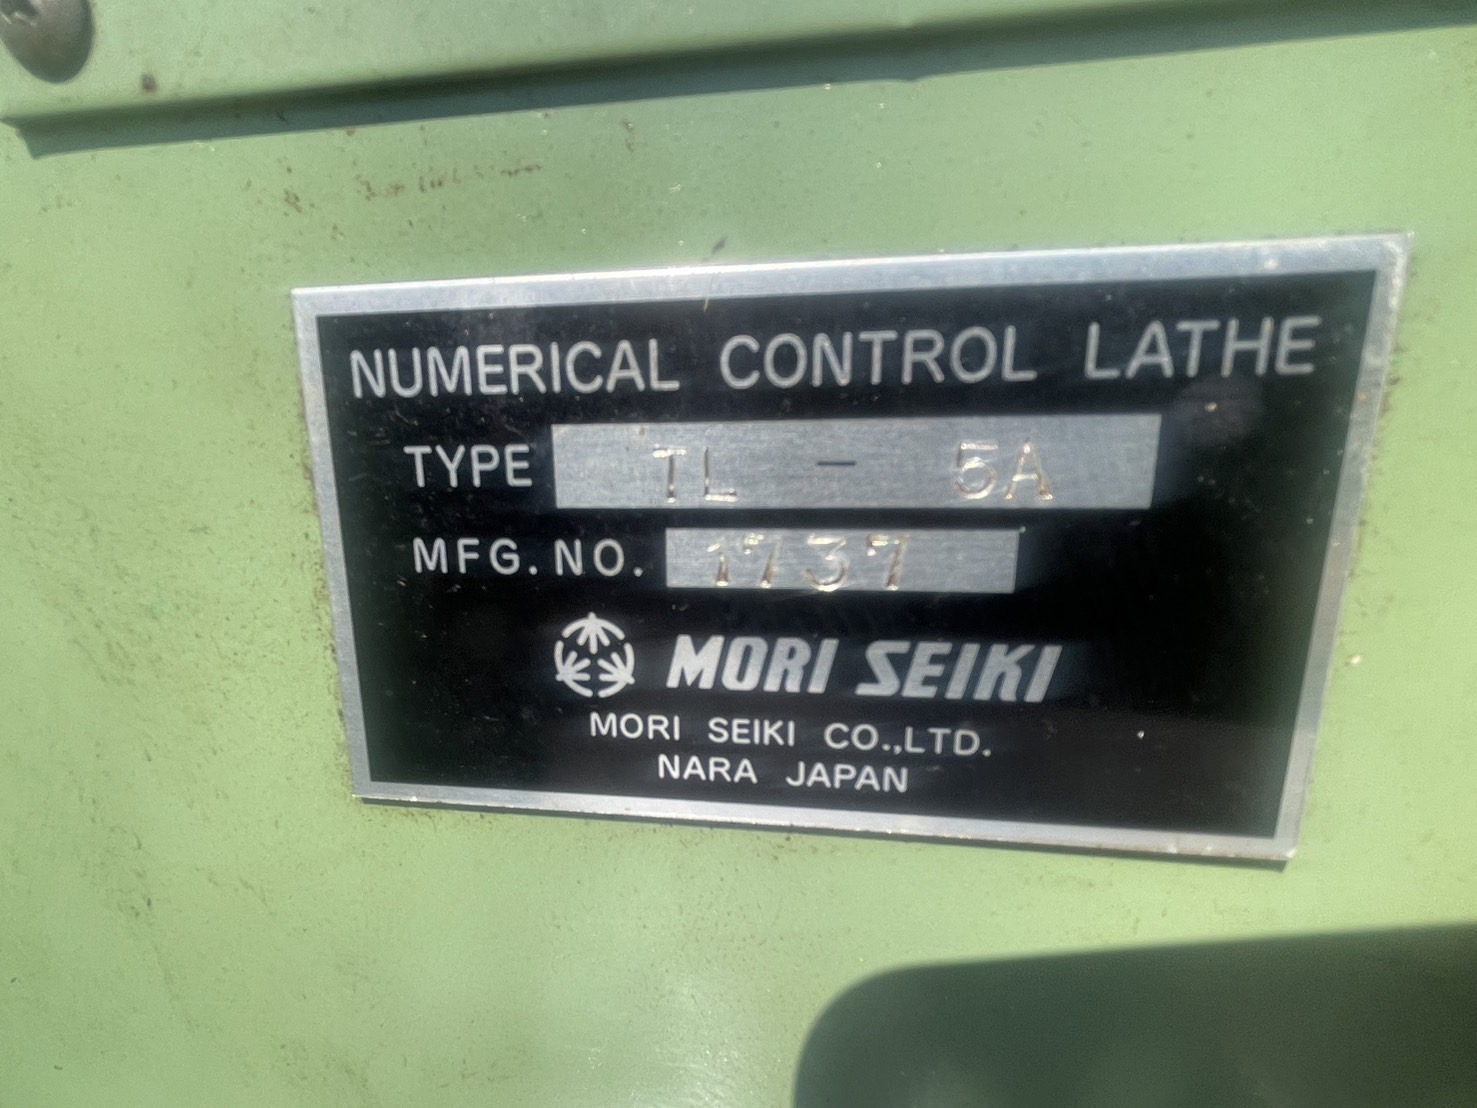 NUMERICAL CONTROL LATHE
TYPE TL - 5A
MFG. NO. 1737
MORI SEIKI
MORI SEIKI CO.,LTD.
NARA JAPAN